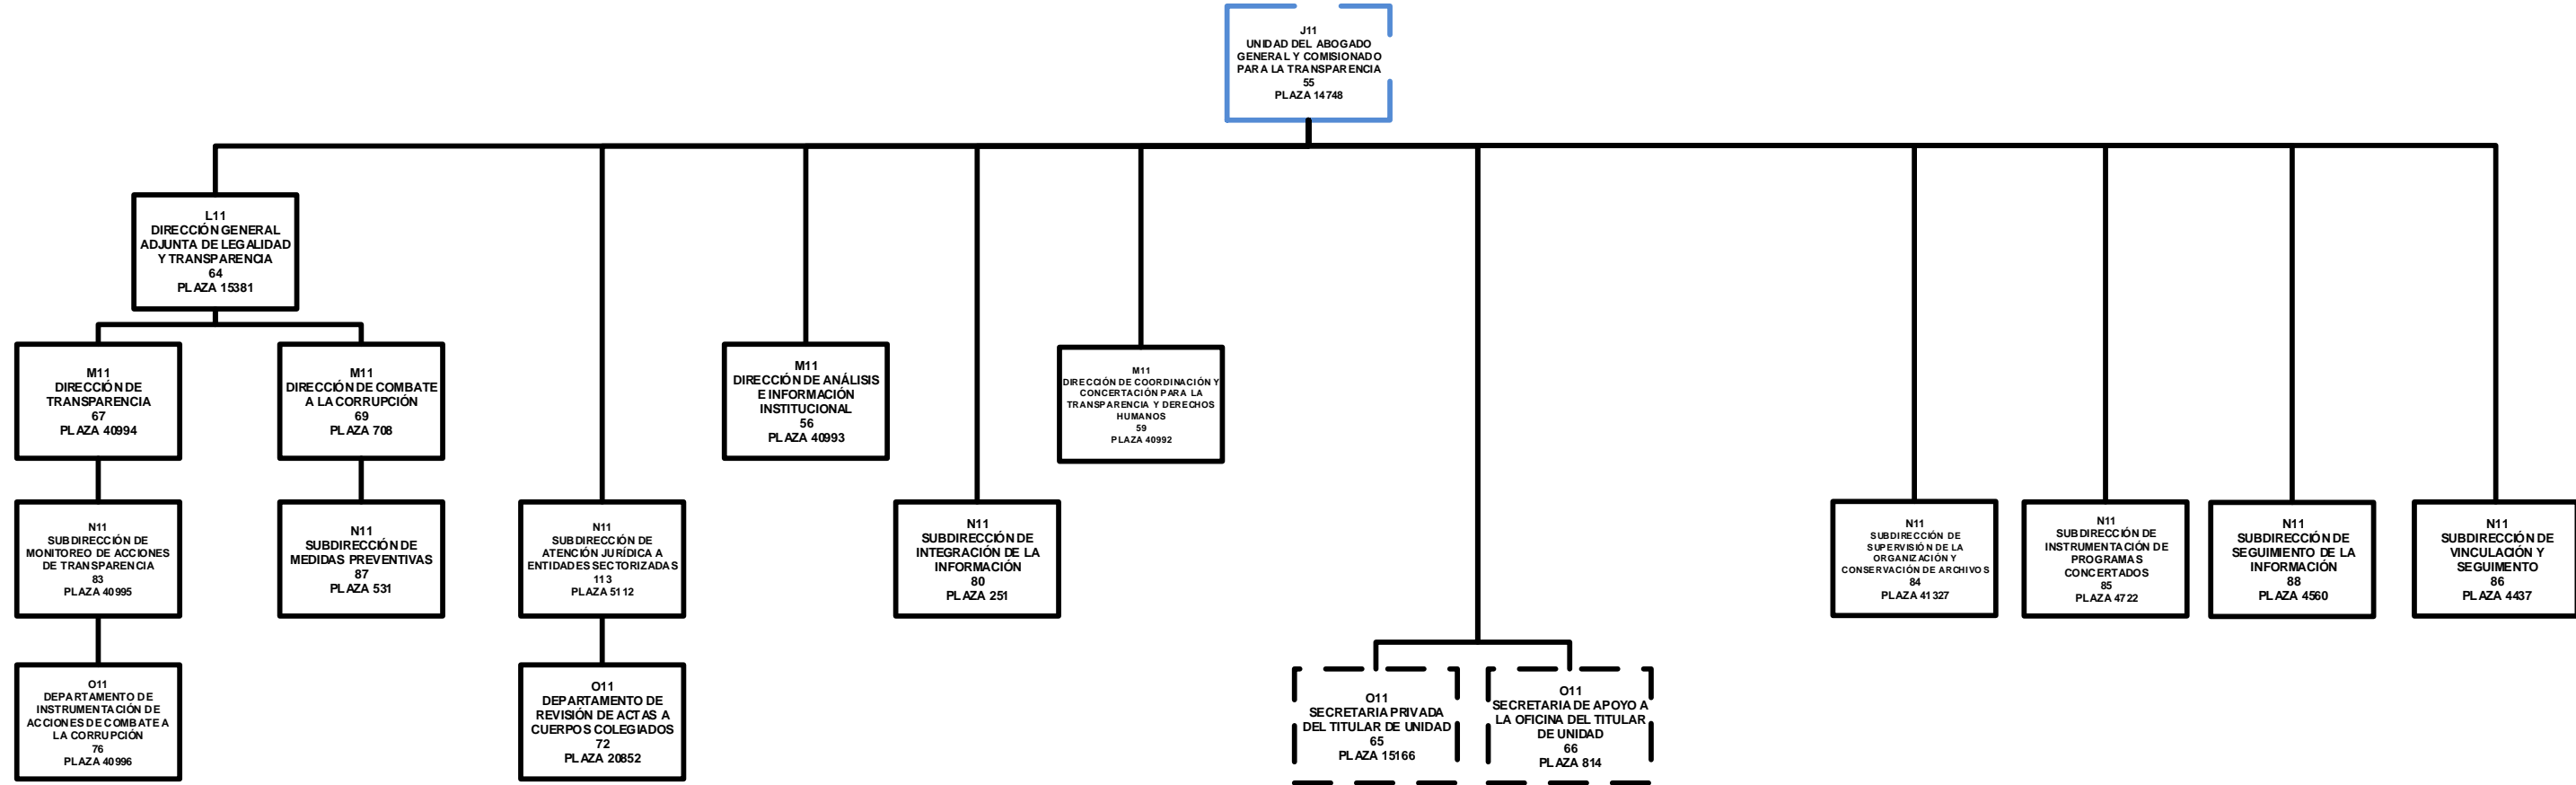 J11
UNIDAD DEL ABOGADO
GENERAL Y COMISIONADO
PARA LA TRANSPARENCIA
55
PLAZA 14748
L11
DIRECCIÓN GENERAL
ADJUNTA DE LEGALIDAD
Y TRANSPARENCIA
64
PLAZA 15381
M11
DIRECCIÓN DE
TRANSPARENCIA
67
PLAZA 40994
M11
DIRECCIÓN DE COMBATE
A LA CORRUPCIÓN
69
PLAZA 708
M11
DIRECCIÓN DE ANÁLISIS
E INFORMACIÓN
INSTITUCIONAL
56
PLAZA 40993
M11
DIRECCIÓN DE COORDINACIÓN Y
CONCERTACIÓN PARA LA
TRANSPARENCIA Y DERECHOS
HUMANOS
59
PLAZA 40992
N11
SUBDIRECCIÓN DE
MONITOREO DE ACCIONES
DE TRANSPARENCIA
83
PLAZA 40995
N11
SUBDIRECCIÓN DE
MEDIDAS PREVENTIVAS
87
PLAZA 531
N11
SUBDIRECCIÓN DE
ATENCIÓN JURÍDICA A
ENTIDADES SECTORIZADAS
113
PLAZA 5112
N11
SUBDIRECCIÓN DE
INTEGRACIÓN DE LA
INFORMACIÓN
80
PLAZA 251
N11
SUBDIRECCIÓN DE
SUPERVISIÓN DE LA
ORGANIZACIÓN Y
CONSERVACIÓN DE ARCHIVOS
84
PLAZA 41327
N11
SUBDIRECCIÓN DE
INSTRUMENTACIÓN DE
PROGRAMAS
CONCERTADOS
85
PLAZA 4722
N11
SUBDIRECCIÓN DE
SEGUIMIENTO DE LA
INFORMACIÓN
88
PLAZA 4560
N11
SUBDIRECCIÓN DE
VINCULACIÓN Y
SEGUIMENTO
86
PLAZA 4437
O11
DEPARTAMENTO DE
INSTRUMENTACIÓN DE
ACCIONES DE COMBATE A
LA CORRUPCIÓN
76
PLAZA 40996
O11
DEPARTAMENTO DE
REVISIÓN DE ACTAS A
CUERPOS COLEGIADOS
72
PLAZA 20852
O11
SECRETARIA PRIVADA
DEL TITULAR DE UNIDAD
65
PLAZA 15166
O11
SECRETARIA DE APOYO A
LA OFICINA DEL TITULAR
DE UNIDAD
66
PLAZA 814